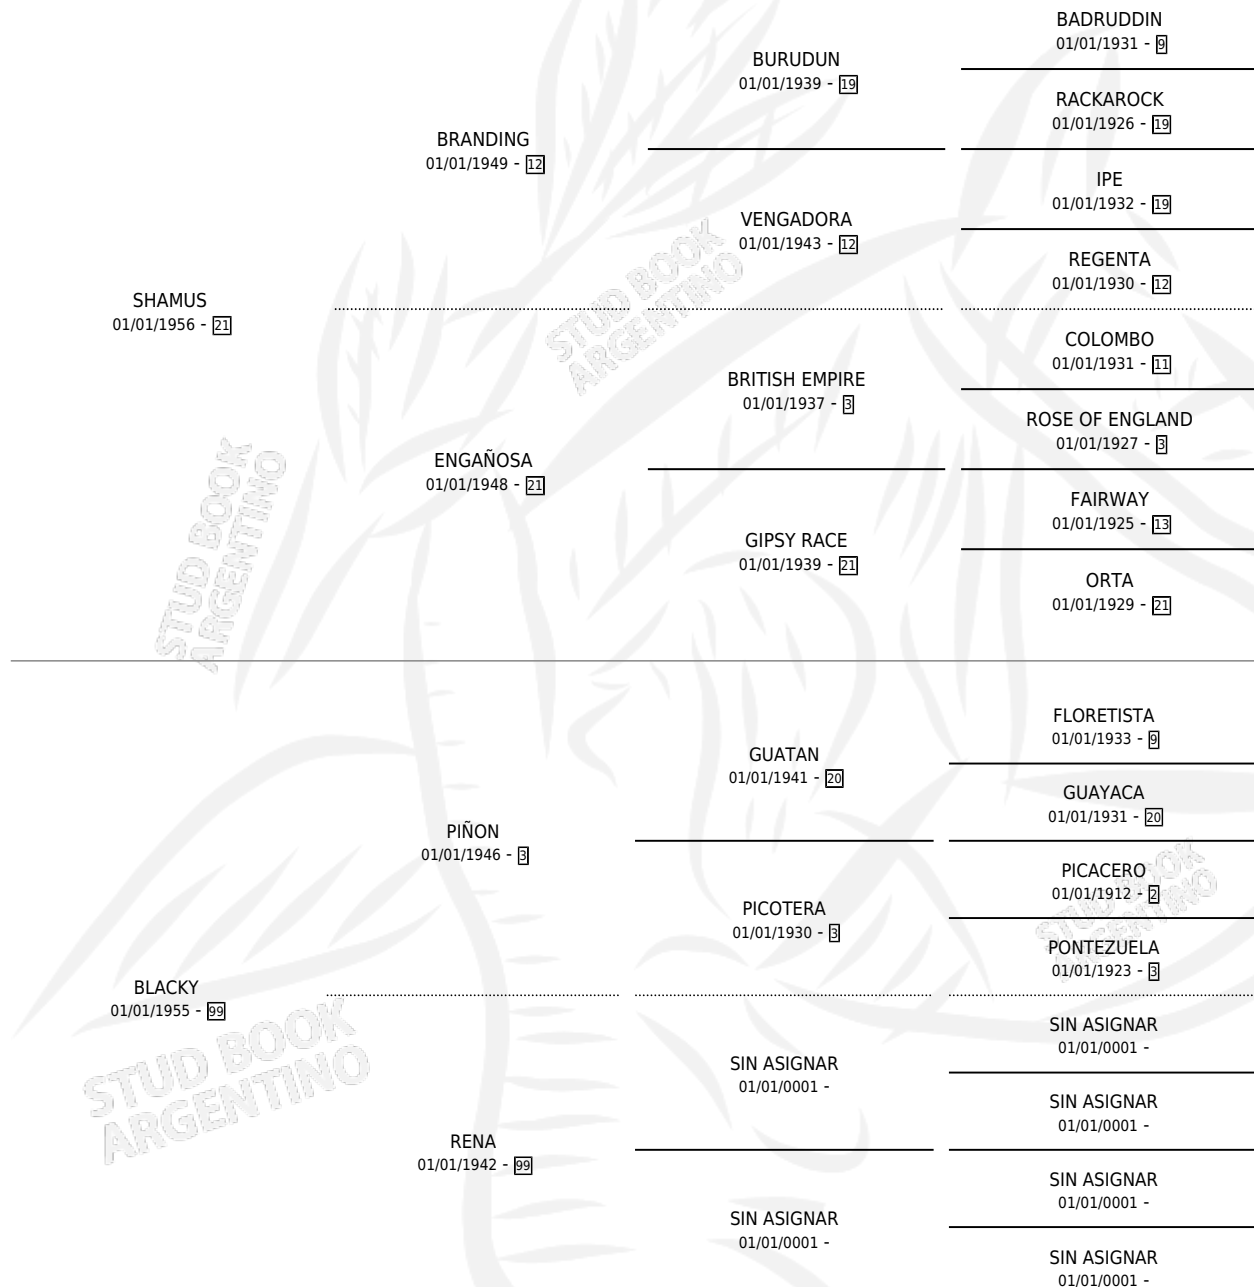 BADRUDDIN
01/01/1931 - 9
BURUDUN
01/01/1939 - 19
RACKAROCK
01/01/1926 - 19
BRANDING
01/01/1949 - 12
IPE
01/01/1932 - 19
VENGADORA
01/01/1943 - 12
REGENTA
01/01/1930 - 12
STUD BOOK
ARGENTINO
SHAMUS
01/01/1956 - 21
COLOMBO
01/01/1931 - 11
BRITISH EMPIRE
01/01/1937 - 3
ROSE OF ENGLAND
01/01/1927 - 3
ENGAÑOSA
01/01/1948 - 21
FAIRWAY
01/01/1925 - 13
GIPSY RACE
01/01/1939 - 21
ORTA
01/01/1929 - 21
STUD BOOK
ARGENTINO
FLORETISTA
01/01/1933 - 9
GUATAN
01/01/1941 - 20
GUAYACA
01/01/1931 - 20
PIÑON
01/01/1946 - 3
PICACERO
01/01/1912 - 2
PICOTERA
01/01/1930 - 3
STUD BOOK
ARGENTINO
PONTEZUELA
01/01/1923 - 3
BLACKY
01/01/1955 - 99
STUD BOOK
ARGENTINO
SIN ASIGNAR
01/01/0001 -
SIN ASIGNAR
01/01/0001 -
SIN ASIGNAR
01/01/0001 -
RENA
01/01/1942 - 99
SIN ASIGNAR
01/01/0001 -
SIN ASIGNAR
01/01/0001 -
SIN ASIGNAR
01/01/0001 -